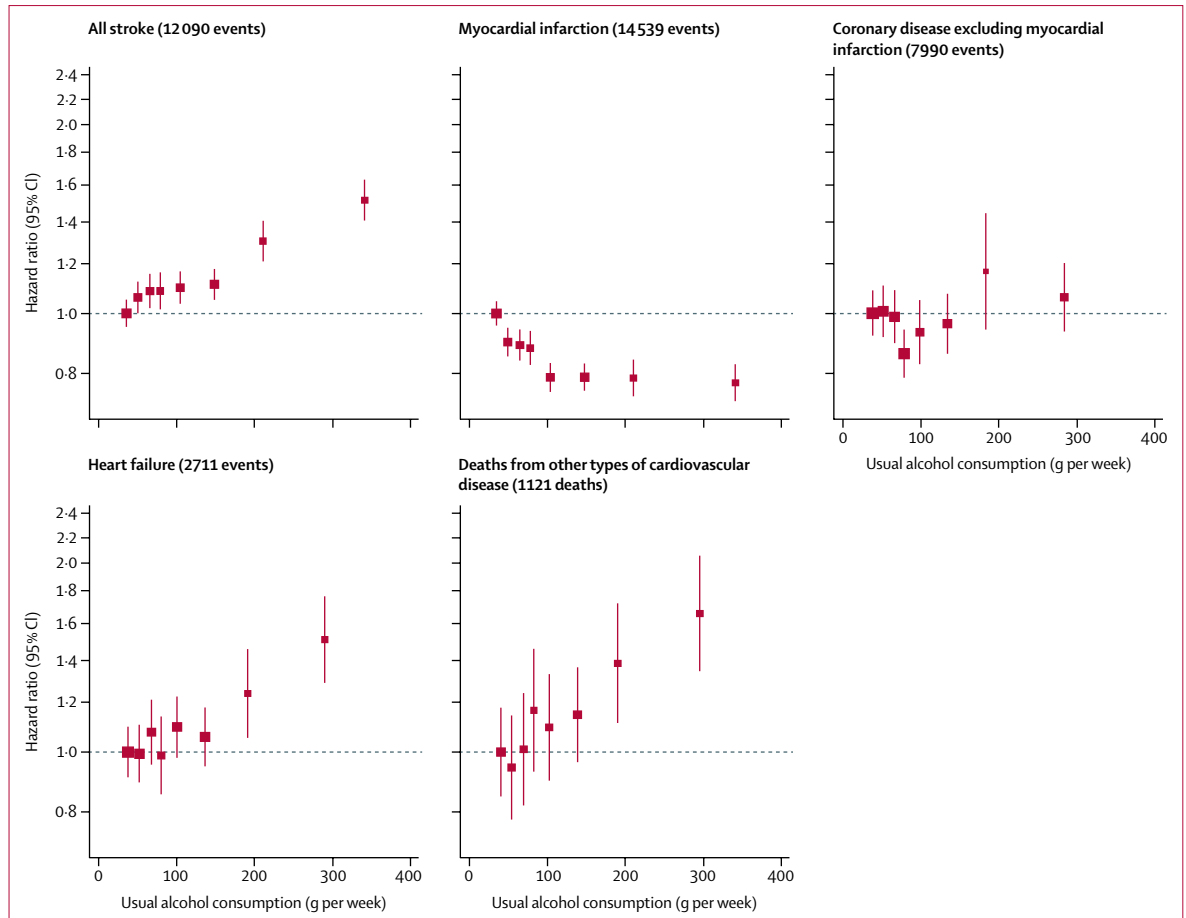 All stroke (12 090 events)
Hazard ratio (95% CI)
2·4
2·2
2·0
1·8
1·6
1·4
1·2
1·0
0·8
Myocardial infarction (14 539 events)
Coronary disease excluding myocardial
infarction (7990 events)
0
100
200
300
400
Usual alcohol consumption (g per week)
Heart failure (2711 events)
Hazard ratio (95% CI)
2·4
2·2
2·0
1·8
1·6
1·4
1·2
1·0
0·8
0
100
200
300
400
Usual alcohol consumption (g per week)
Deaths from other types of cardiovascular
disease (1121 deaths)
0
100
200
300
400
Usual alcohol consumption (g per week)